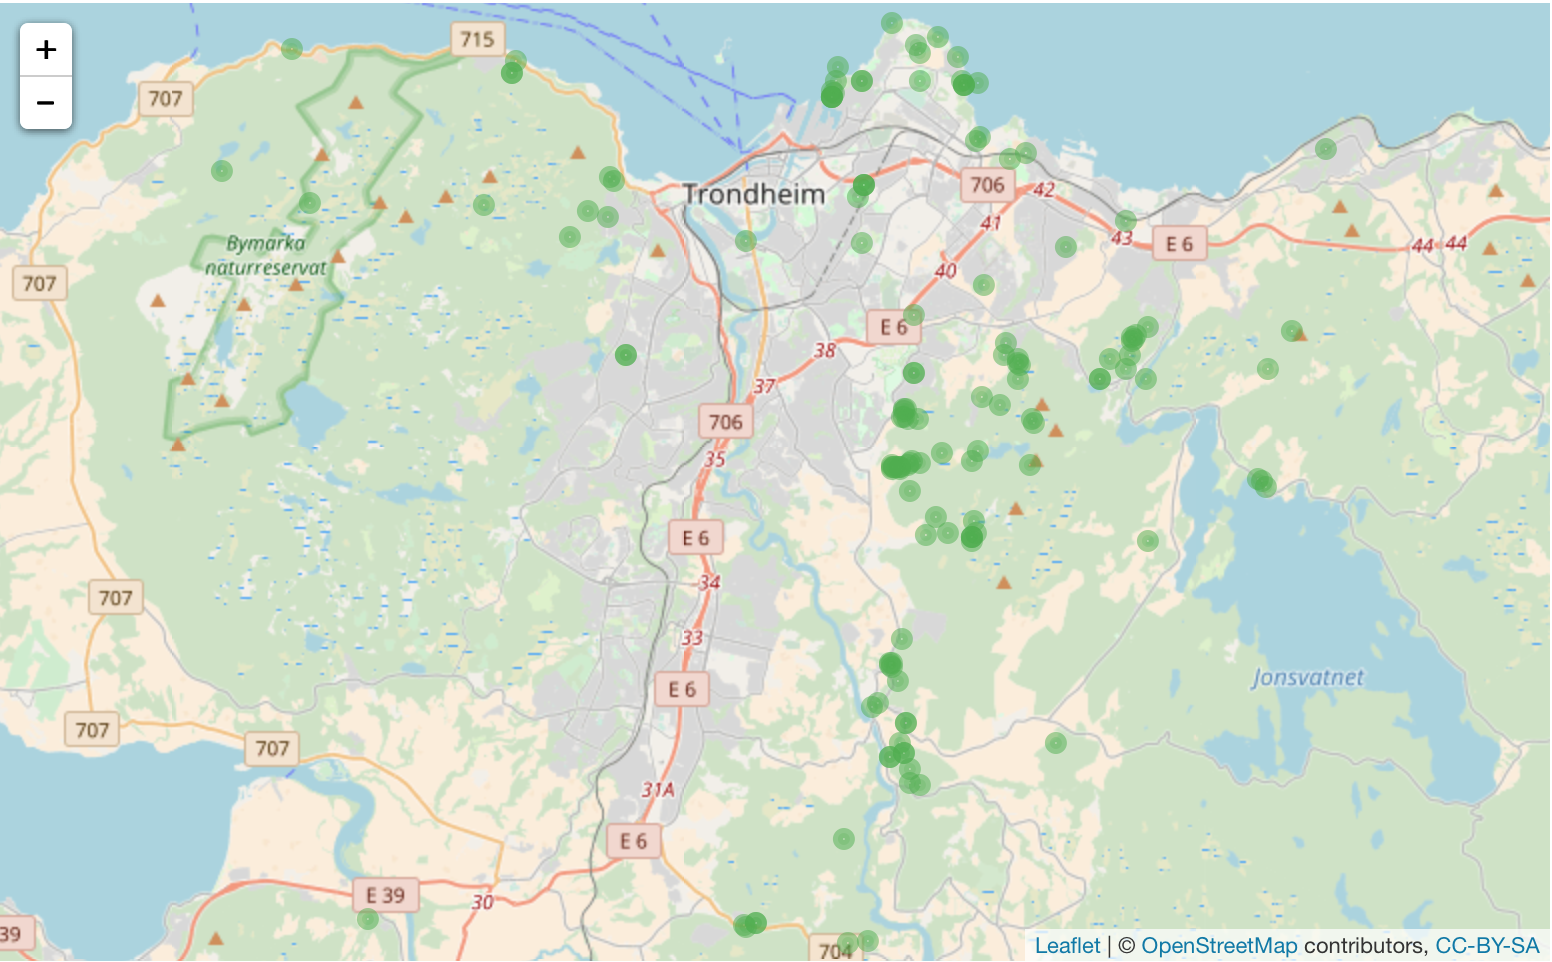 +
715
−
707
Trondheim
706
42
41
43
E 6
44
44
Bymarka
naturreservat
40
707
E 6
38
37
706
35
E 6
34
707
33
E 6
Jonsvatnet
707
707
31A
E 6
E 39
30
39
704
Leaflet | © OpenStreetMap contributors, CC-BY-SA